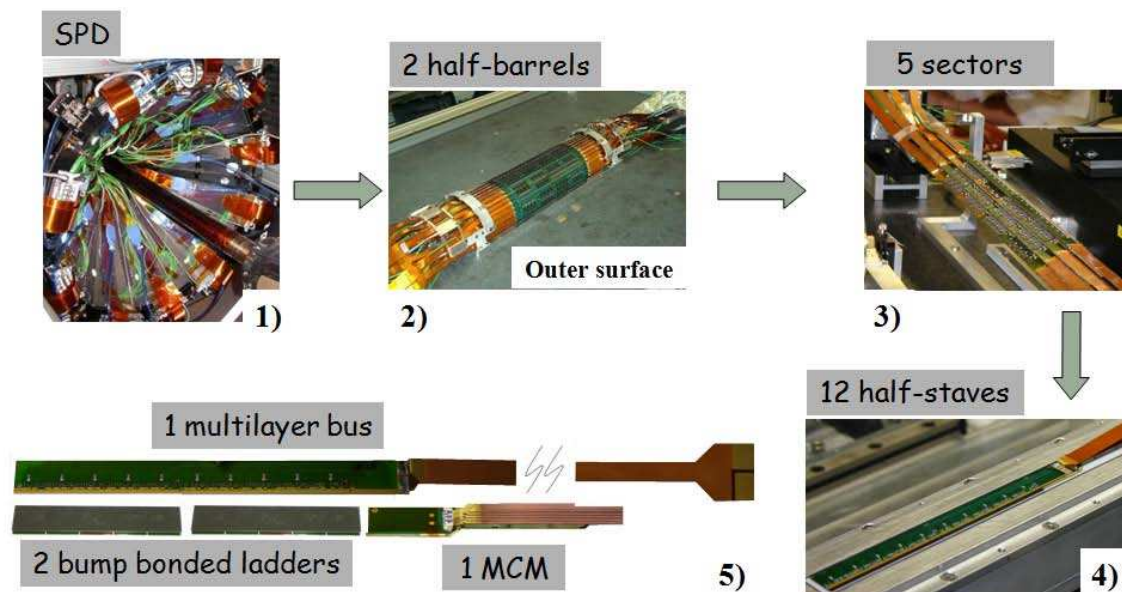 SPD
2 half-barrels
5 sectors
Outer surface
1)
2)
3)
12 half-staves
1 multilayer bus
2 bump bonded ladders
1 MCM
5)
4)